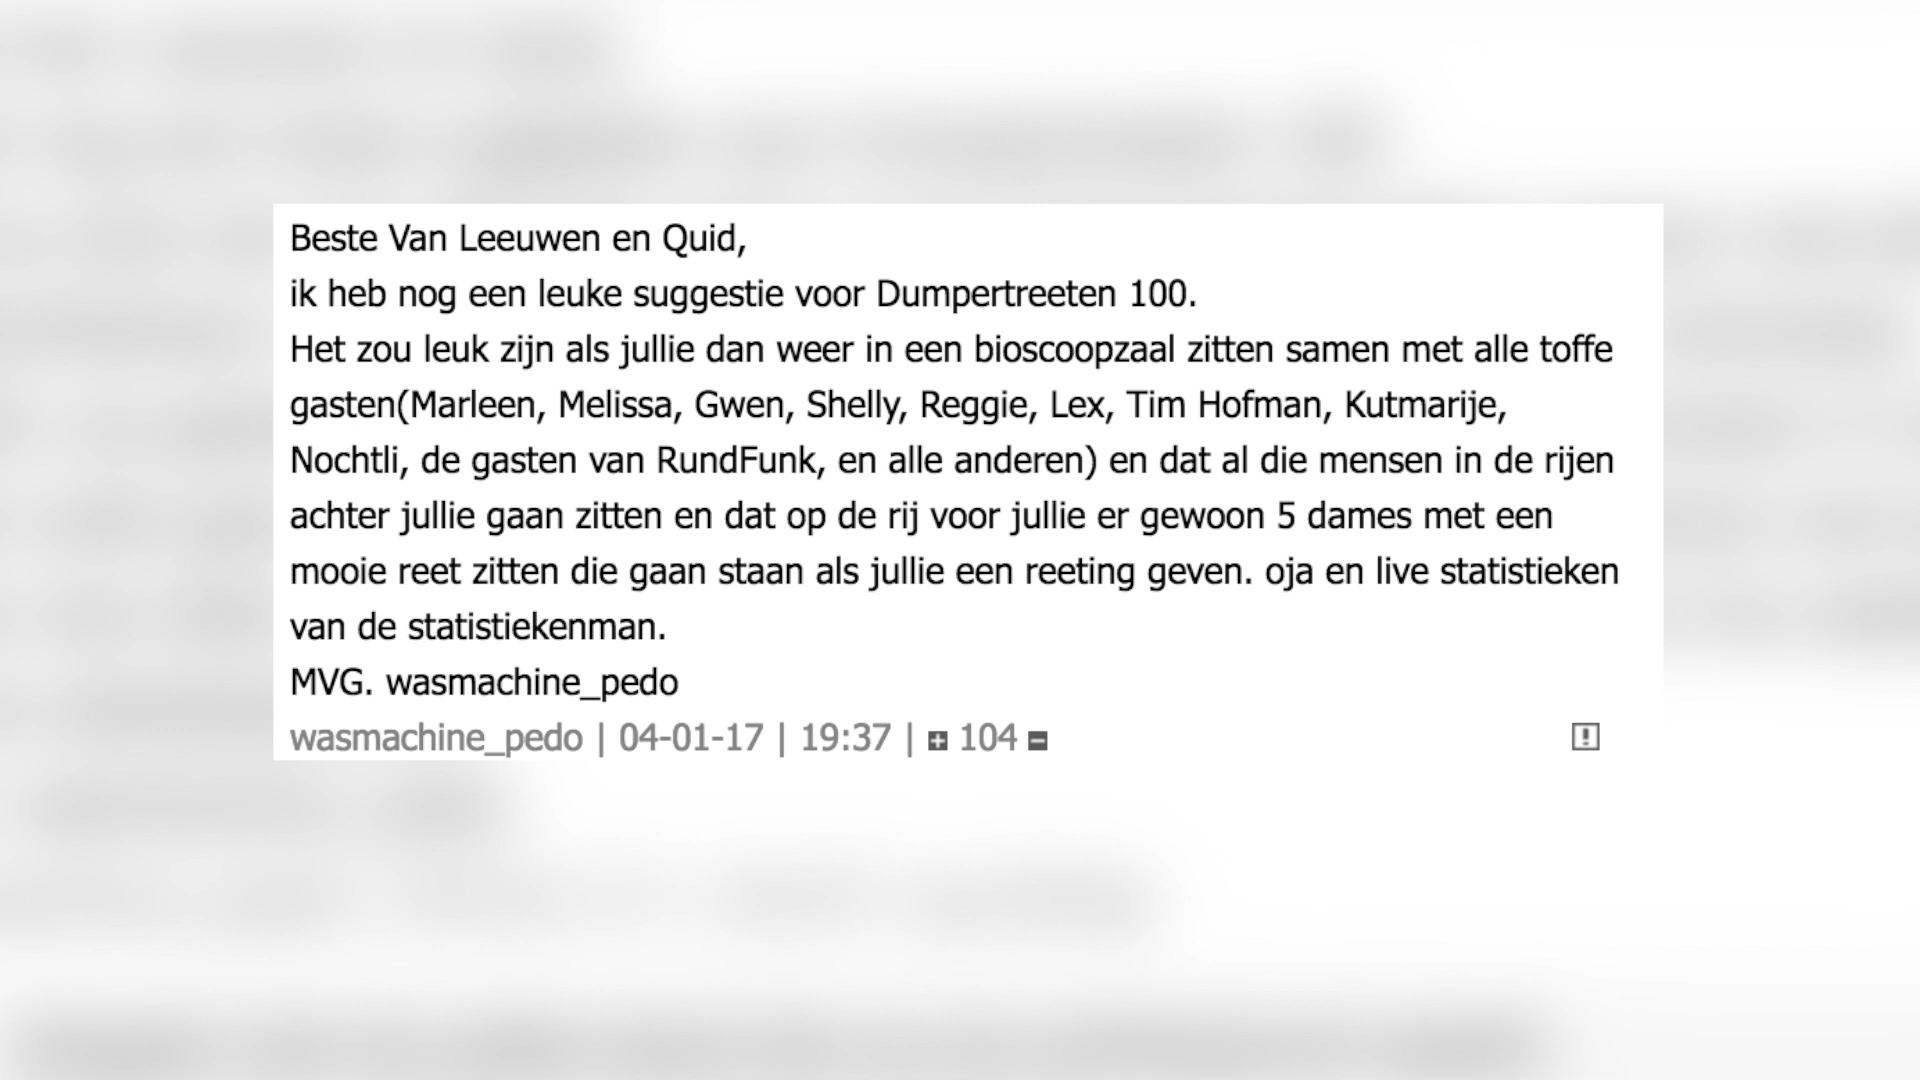 Beste Van Leeuwen en Quid,
ik heb nog een leuke suggestie voor Dumpertreeten 100.
Het zou leuk zijn als jullie dan weer in een bioscoopzaal zitten samen met alle toffe
gasten(Marleen, Melissa, Gwen, Shelly, Reggie, Lex, Tim Hofman, Kutmarije,
Nochtli, de gasten van RundFunk, en alle anderen) en dat al die mensen in de rijen
achter jullie gaan zitten en dat op de rij voor jullie er gewoon 5 dames met een
mooie reet zitten die gaan staan als jullie een reeting geven. oja en live statistieken
van de statistiekenman.
MVG. wasmachine_pedo
wasmachine_pedo | 04-01-17 | 19:37 | + 104 −